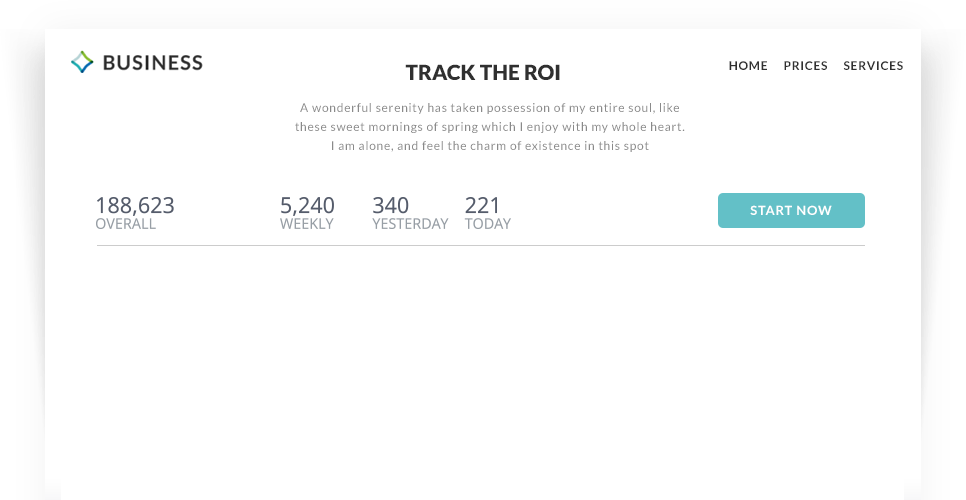 BUSINESS
TRACK THE ROI
HOME PRICES SERVICES
A wonderful serenity has taken possession of my entire soul, like
these sweet mornings of spring which I enjoy with my whole heart.
I am alone, and feel the charm of existence in this spot
188,623 5,240 340 221
OVERALL WEEKLY YESTERDAY TODAY
START NOW